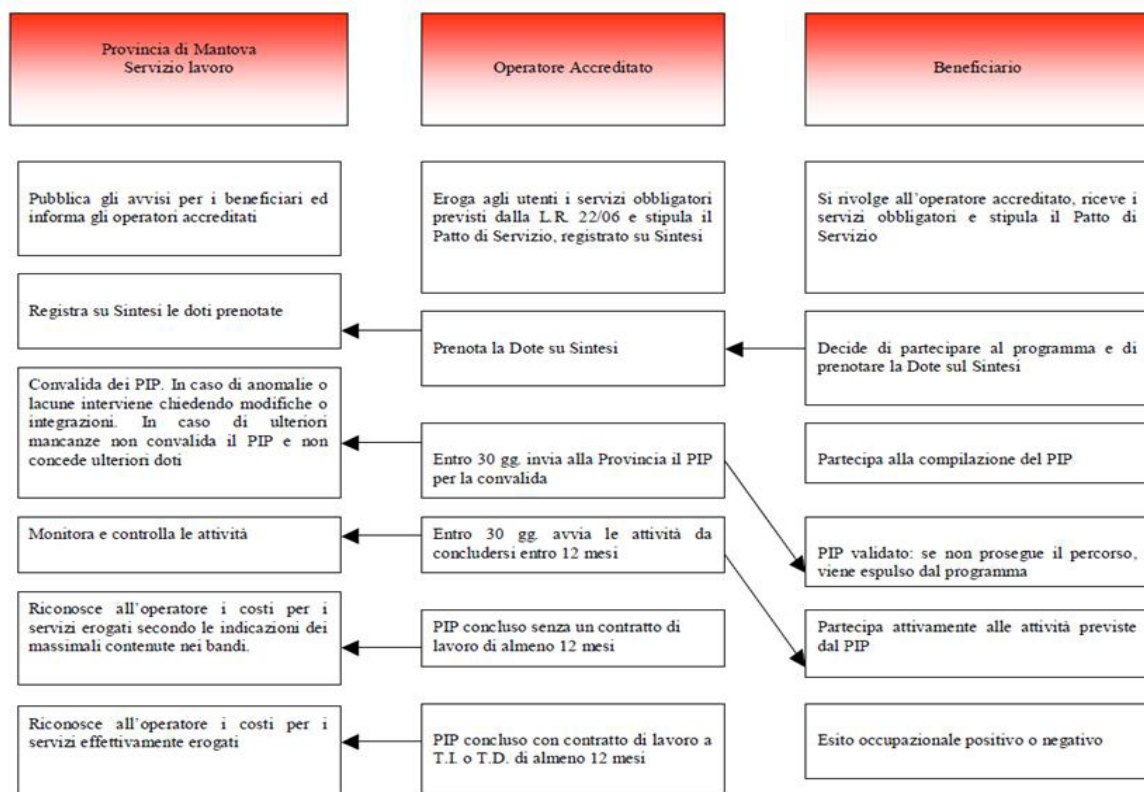 Provincia di Mantova
Servizio lavoro
Operatore Accreditato
Beneficiario
Pubblica gli avvisi per i beneficiari ed
informa gli operatori accreditati
Eroga agli utenti i servizi obbligatori
previsti dalla L.R. 22/06 e stipula il
Patto di Servizio, registrato su Sintesi
Si rivolge all'operatore accreditato, riceve i
servizi obbligatori e stipula il Patto di
Servizio
Registra su Sintesi le doti prenotate
Prenota la Dote su Sintesi
Decide di partecipare al programma e di
prenotare la Dote sul Sintesi
Convalida dei PIP. In caso di anomalie o
lacune interviene chiedendo modifiche o
integrazioni. In caso di ulteriori
mancanze non convalida il PIP e non
concede ulteriori doti
Entro 30 gg. invia alla Provincia il PIP
per la convalida
Partecipa alla compilazione del PIP
Monitora e controlla le attività
Entro 30 gg. avvia le attività da
concludersi entro 12 mesi
PIP validato: se non prosegue il percorso,
viene espulso dal programma
Riconosce all'operatore i costi per i
servizi erogati secondo le indicazioni dei
massimali contenute nei bandi.
PIP concluso senza un contratto di
lavoro di almeno 12 mesi
Partecipa attivamente alle attività previste
dal PIP
Riconosce all'operatore i costi per i
servizi effettivamente erogati
PIP concluso con contratto di lavoro a
T.I. o T.D. di almeno 12 mesi
Esito occupazionale positivo o negativo